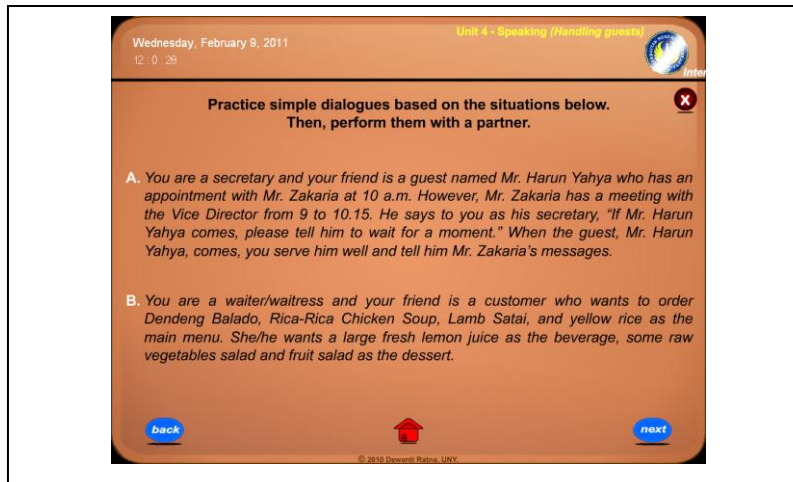 Wednesday, February 9, 2011
Unit 4 - Speaking (Handling guests)
12 : 0 : 28
Inter
Practice simple dialogues based on the situations below.
Then, perform them with a partner.
X
A. You are a secretary and your friend is a guest named Mr. Harun Yahya who has an
appointment with Mr. Zakaria at 10 a.m. However, Mr. Zakaria has a meeting with
the Vice Director from 9 to 10.15. He says to you as his secretary, “If Mr. Harun
Yahya comes, please tell him to wait for a moment.” When the guest, Mr. Harun
Yahya, comes, you serve him well and tell him Mr. Zakaria’s messages.
B. You are a waiter/waitress and your friend is a customer who wants to order
Dendeng Balado, Rica-Rica Chicken Soup, Lamb Satai, and yellow rice as the
main menu. She/he wants a large fresh lemon juice as the beverage, some raw
vegetables salad and fruit salad as the dessert.
back
next
© 2010 Dewanti Ratna, UNY.